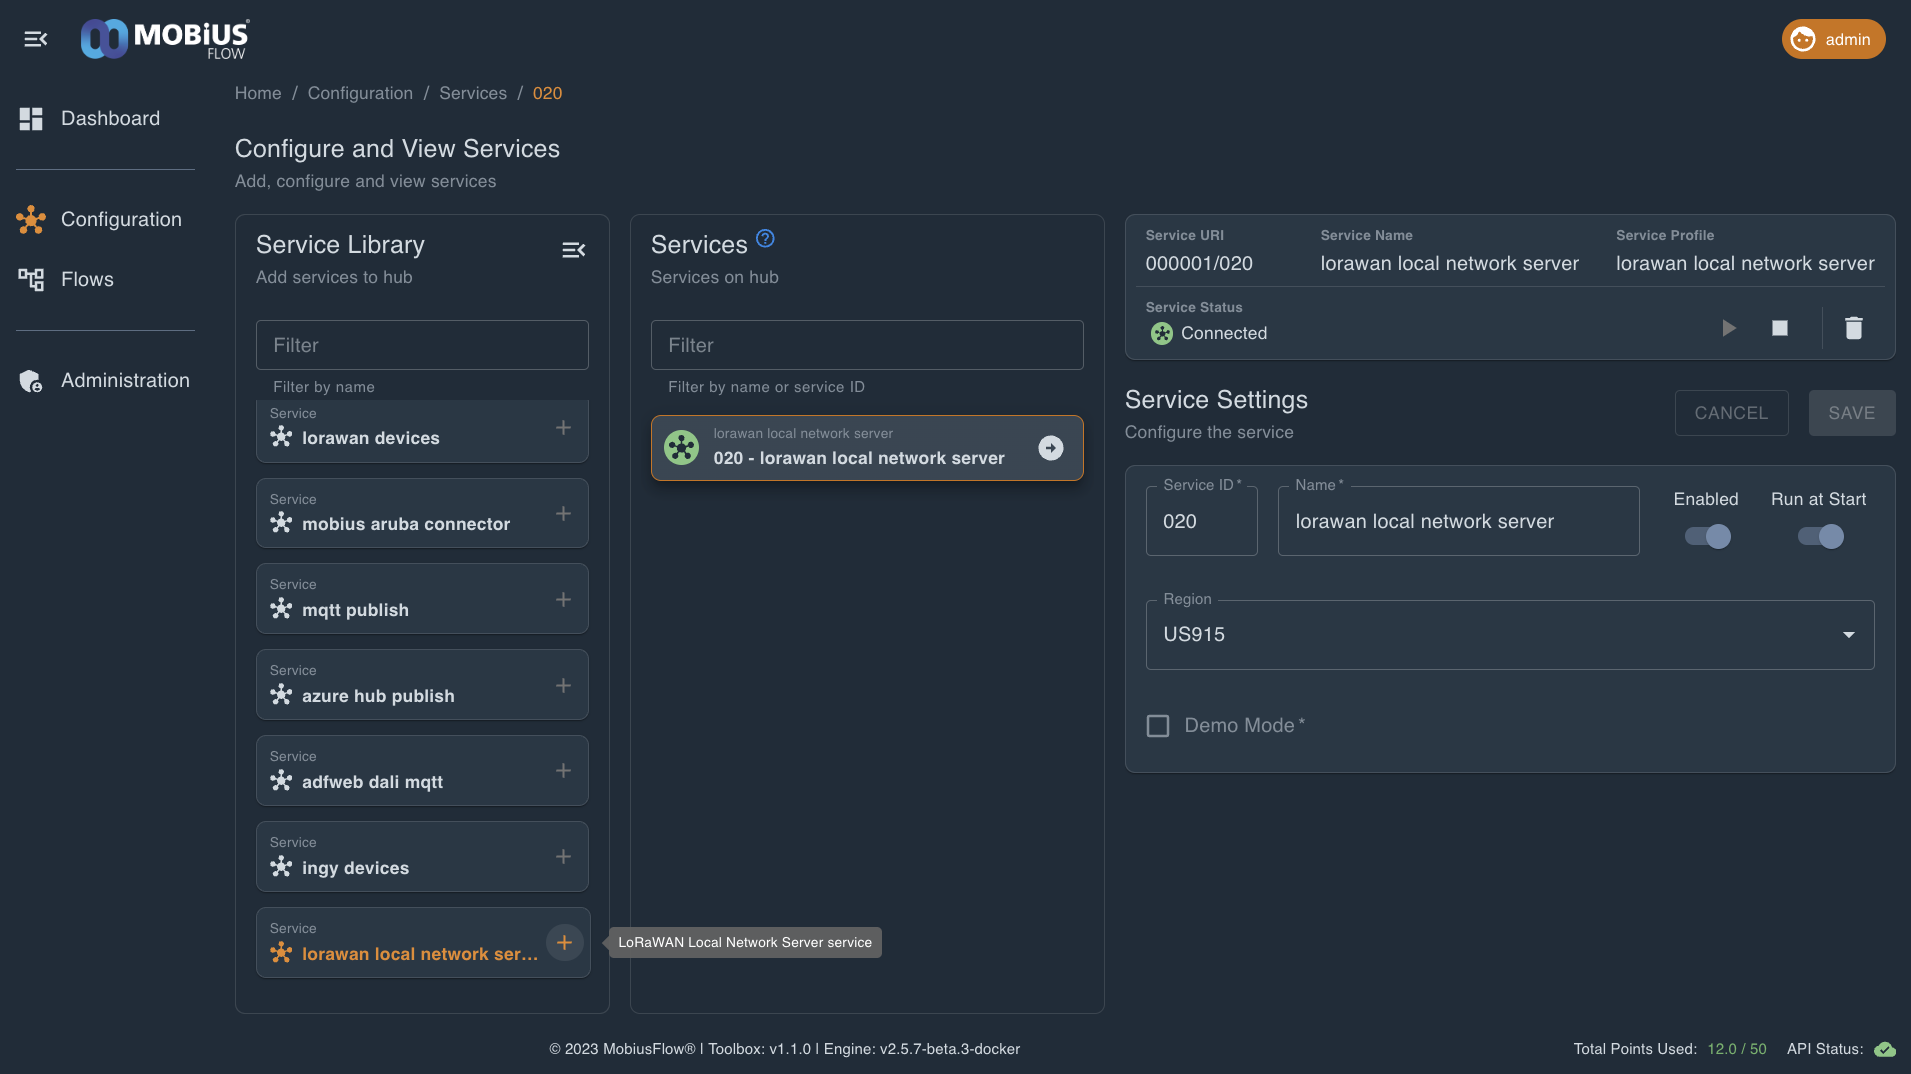 MOBiUS®
FLOW
admin
Home / Configuration / Services / 020
Dashboard
Configuration
Flows
Administration
Configure and View Services
Add, configure and view services
Service Library
Add services to hub
Filter
Filter by name
Service
lorawan devices
Service
mobius aruba connector
Service
mqtt publish
Service
azure hub publish
Service
adfweb dali mqtt
Service
ingy devices
Service
lorawan local network ser...
LoRaWAN Local Network Server service
Services
Services on hub
Filter
Filter by name or service ID
lorawan local network server
020 - lorawan local network server
Service URI
000001/020
Service Name
lorawan local network server
Service Profile
lorawan local network server
Service Status
Connected
Service Settings
Configure the service
CANCEL
SAVE
Service ID *
020
Name *
lorawan local network server
Enabled
Run at Start
Region
US915
Demo Mode *
© 2023 MobiusFlow® | Toolbox: v1.1.0 | Engine: v2.5.7-beta.3-docker
Total Points Used: 12.0 / 50 API Status: